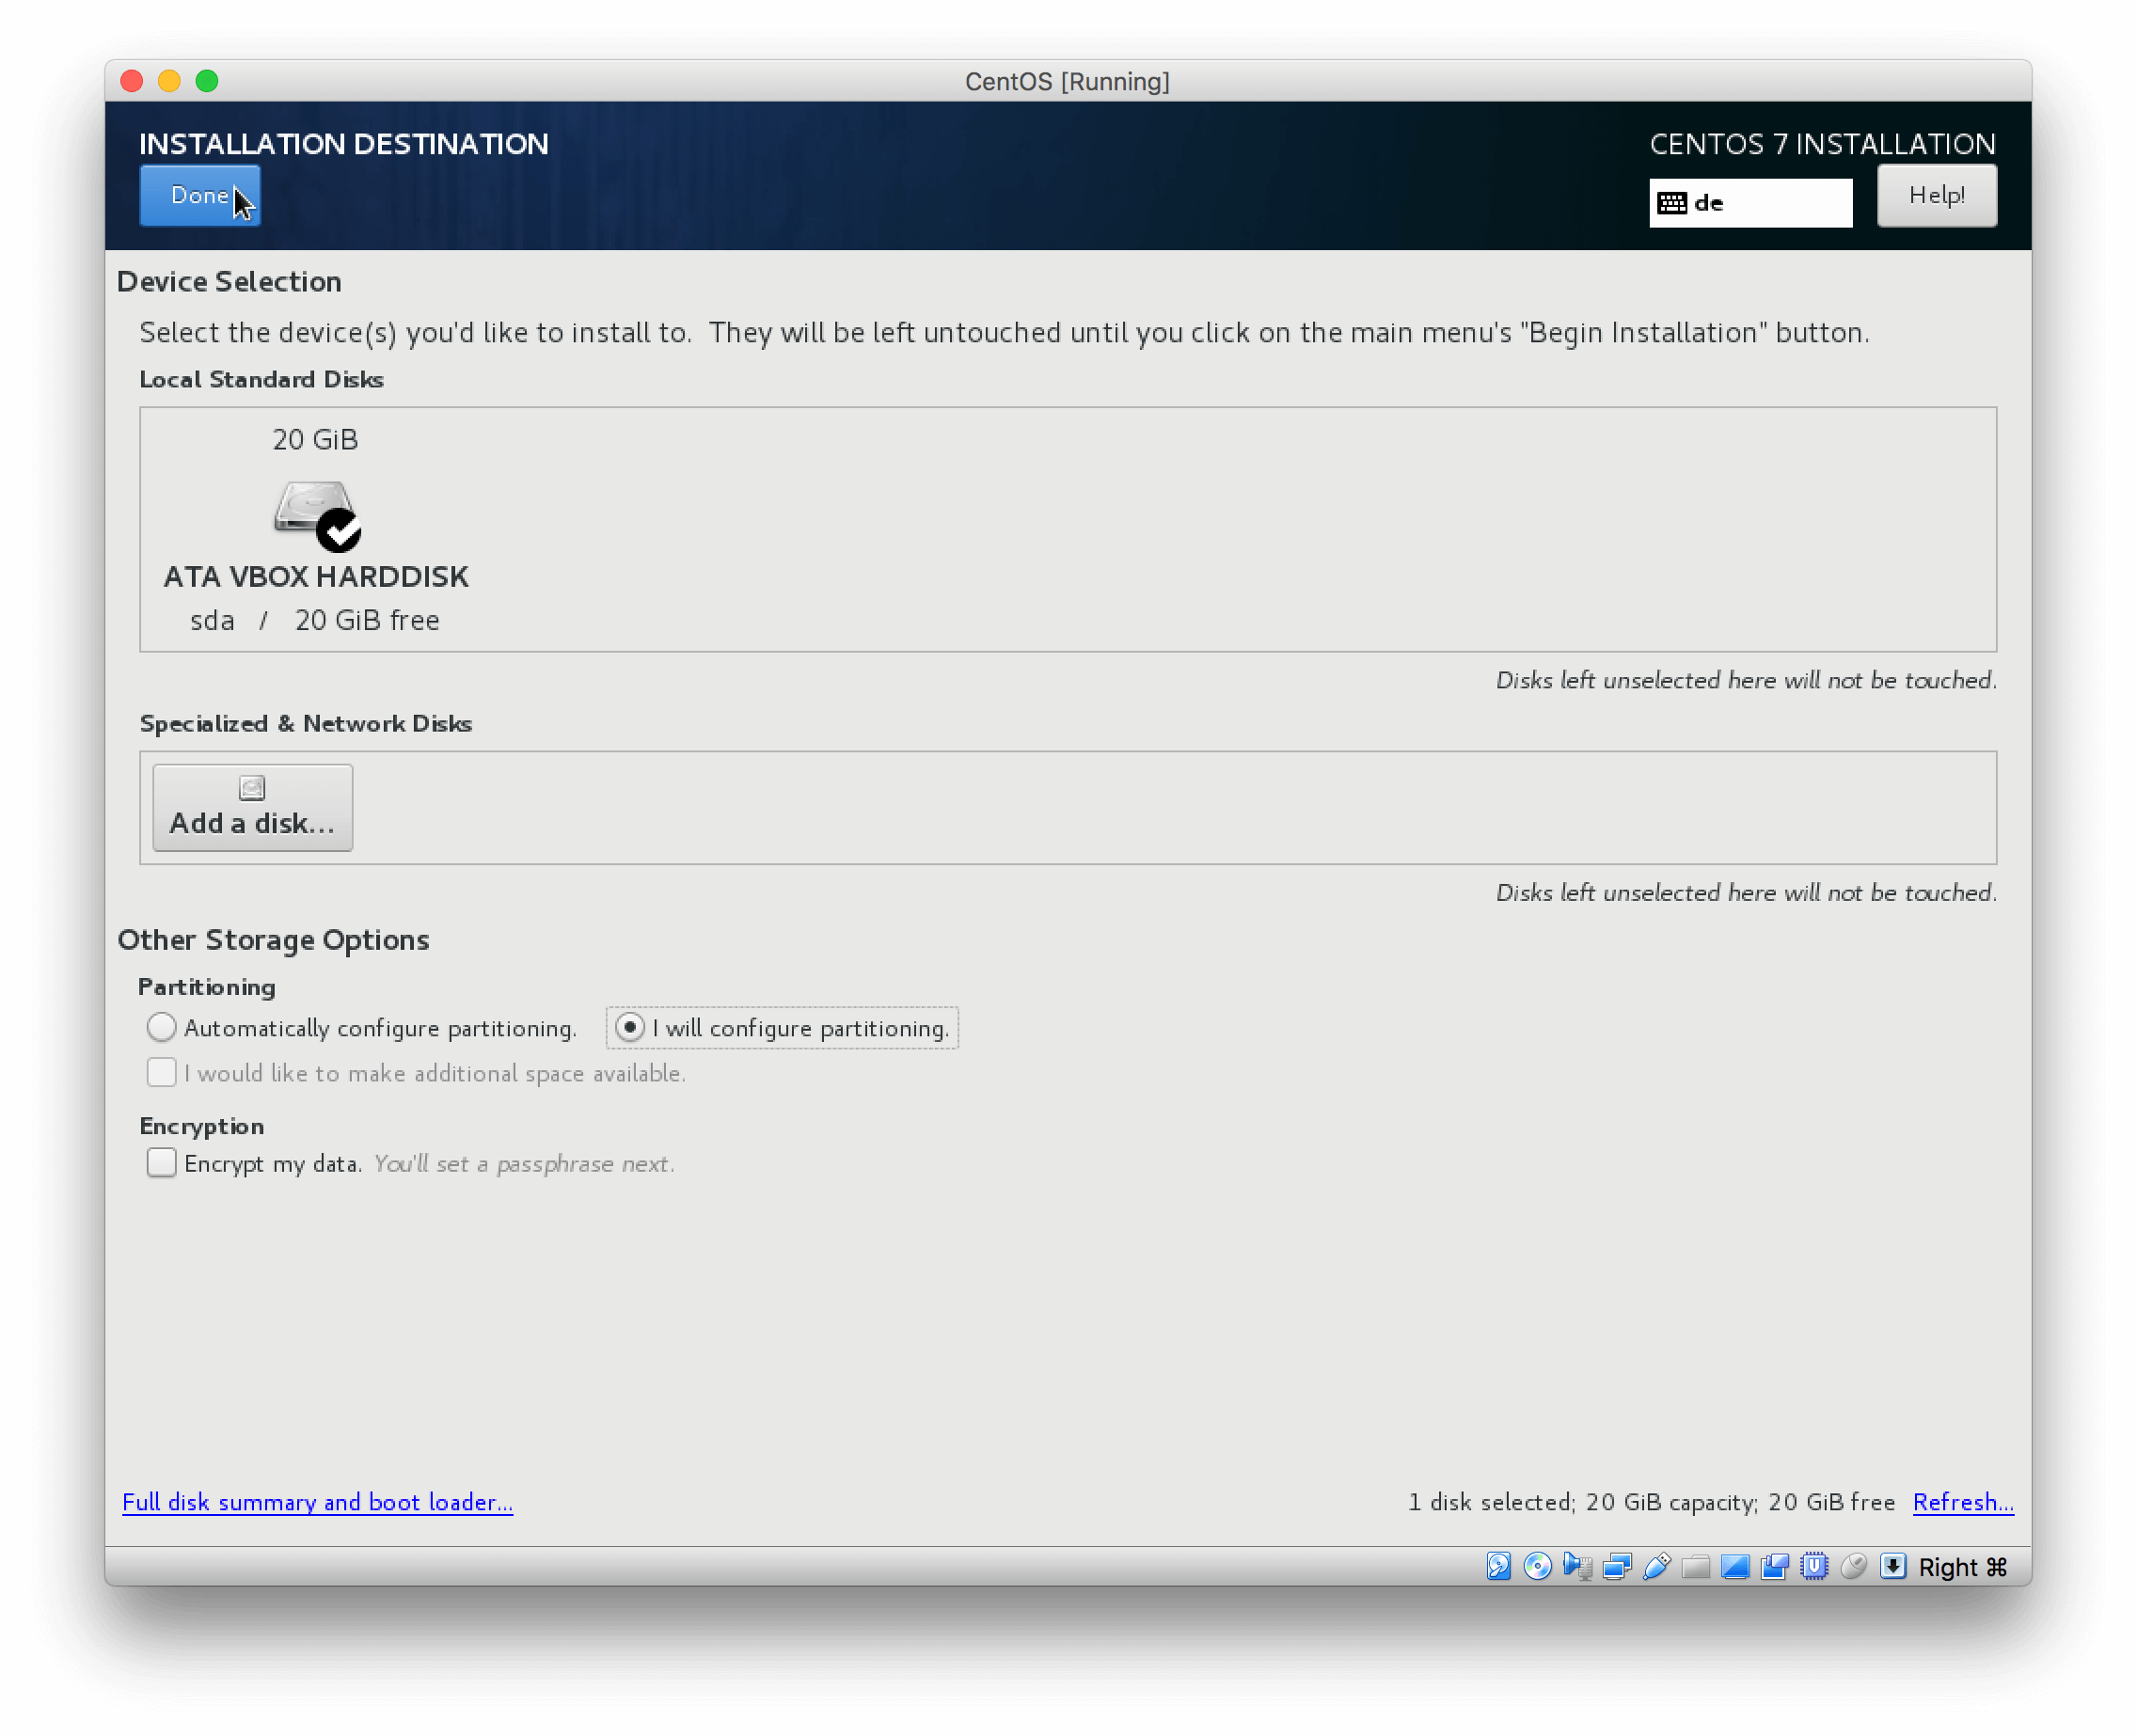 CentOS [Running]
INSTALLATION DESTINATION
CENTOS 7 INSTALLATION
Done
de
Help!
Device Selection
Select the device(s) you'd like to install to.  They will be left untouched until you click on the main menu's "Begin Installation" button.
Local Standard Disks
20 GiB
ATA VBOX HARDDISK
sda / 20 GiB free
Disks left unselected here will not be touched.
Specialized & Network Disks
Add a disk...
Disks left unselected here will not be touched.
Other Storage Options
Partitioning
Automatically configure partitioning. I will configure partitioning.
I would like to make additional space available.
Encryption
Encrypt my data. You'll set a passphrase next.
Full disk summary and boot loader...
1 disk selected; 20 GiB capacity; 20 GiB free Refresh...
Right ⌘